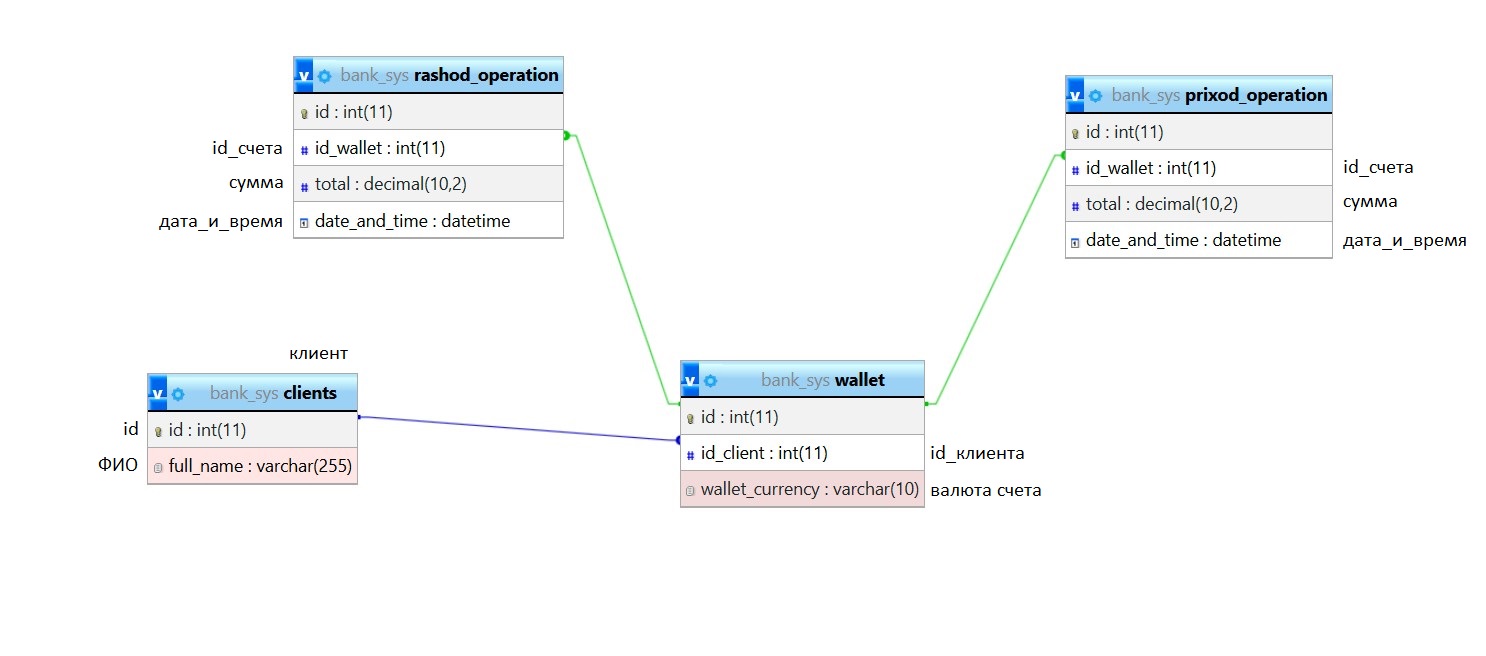 bank_sys rashod_operation
id : int(11)
id_счета id_wallet : int(11)
сумма total : decimal(10,2)
дата_и_время date_and_time : datetime
v bank_sys prixod_operation
id : int(11)
id_wallet : int(11) id_счета
total : decimal(10,2) сумма
date_and_time : datetime дата_и_время
клиент
v bank_sys clients
id id : int(11)
ФИО full_name : varchar(255)
v bank_sys wallet
id : int(11)
id_client : int(11) id_клиента
wallet_currency : varchar(10) валюта счета